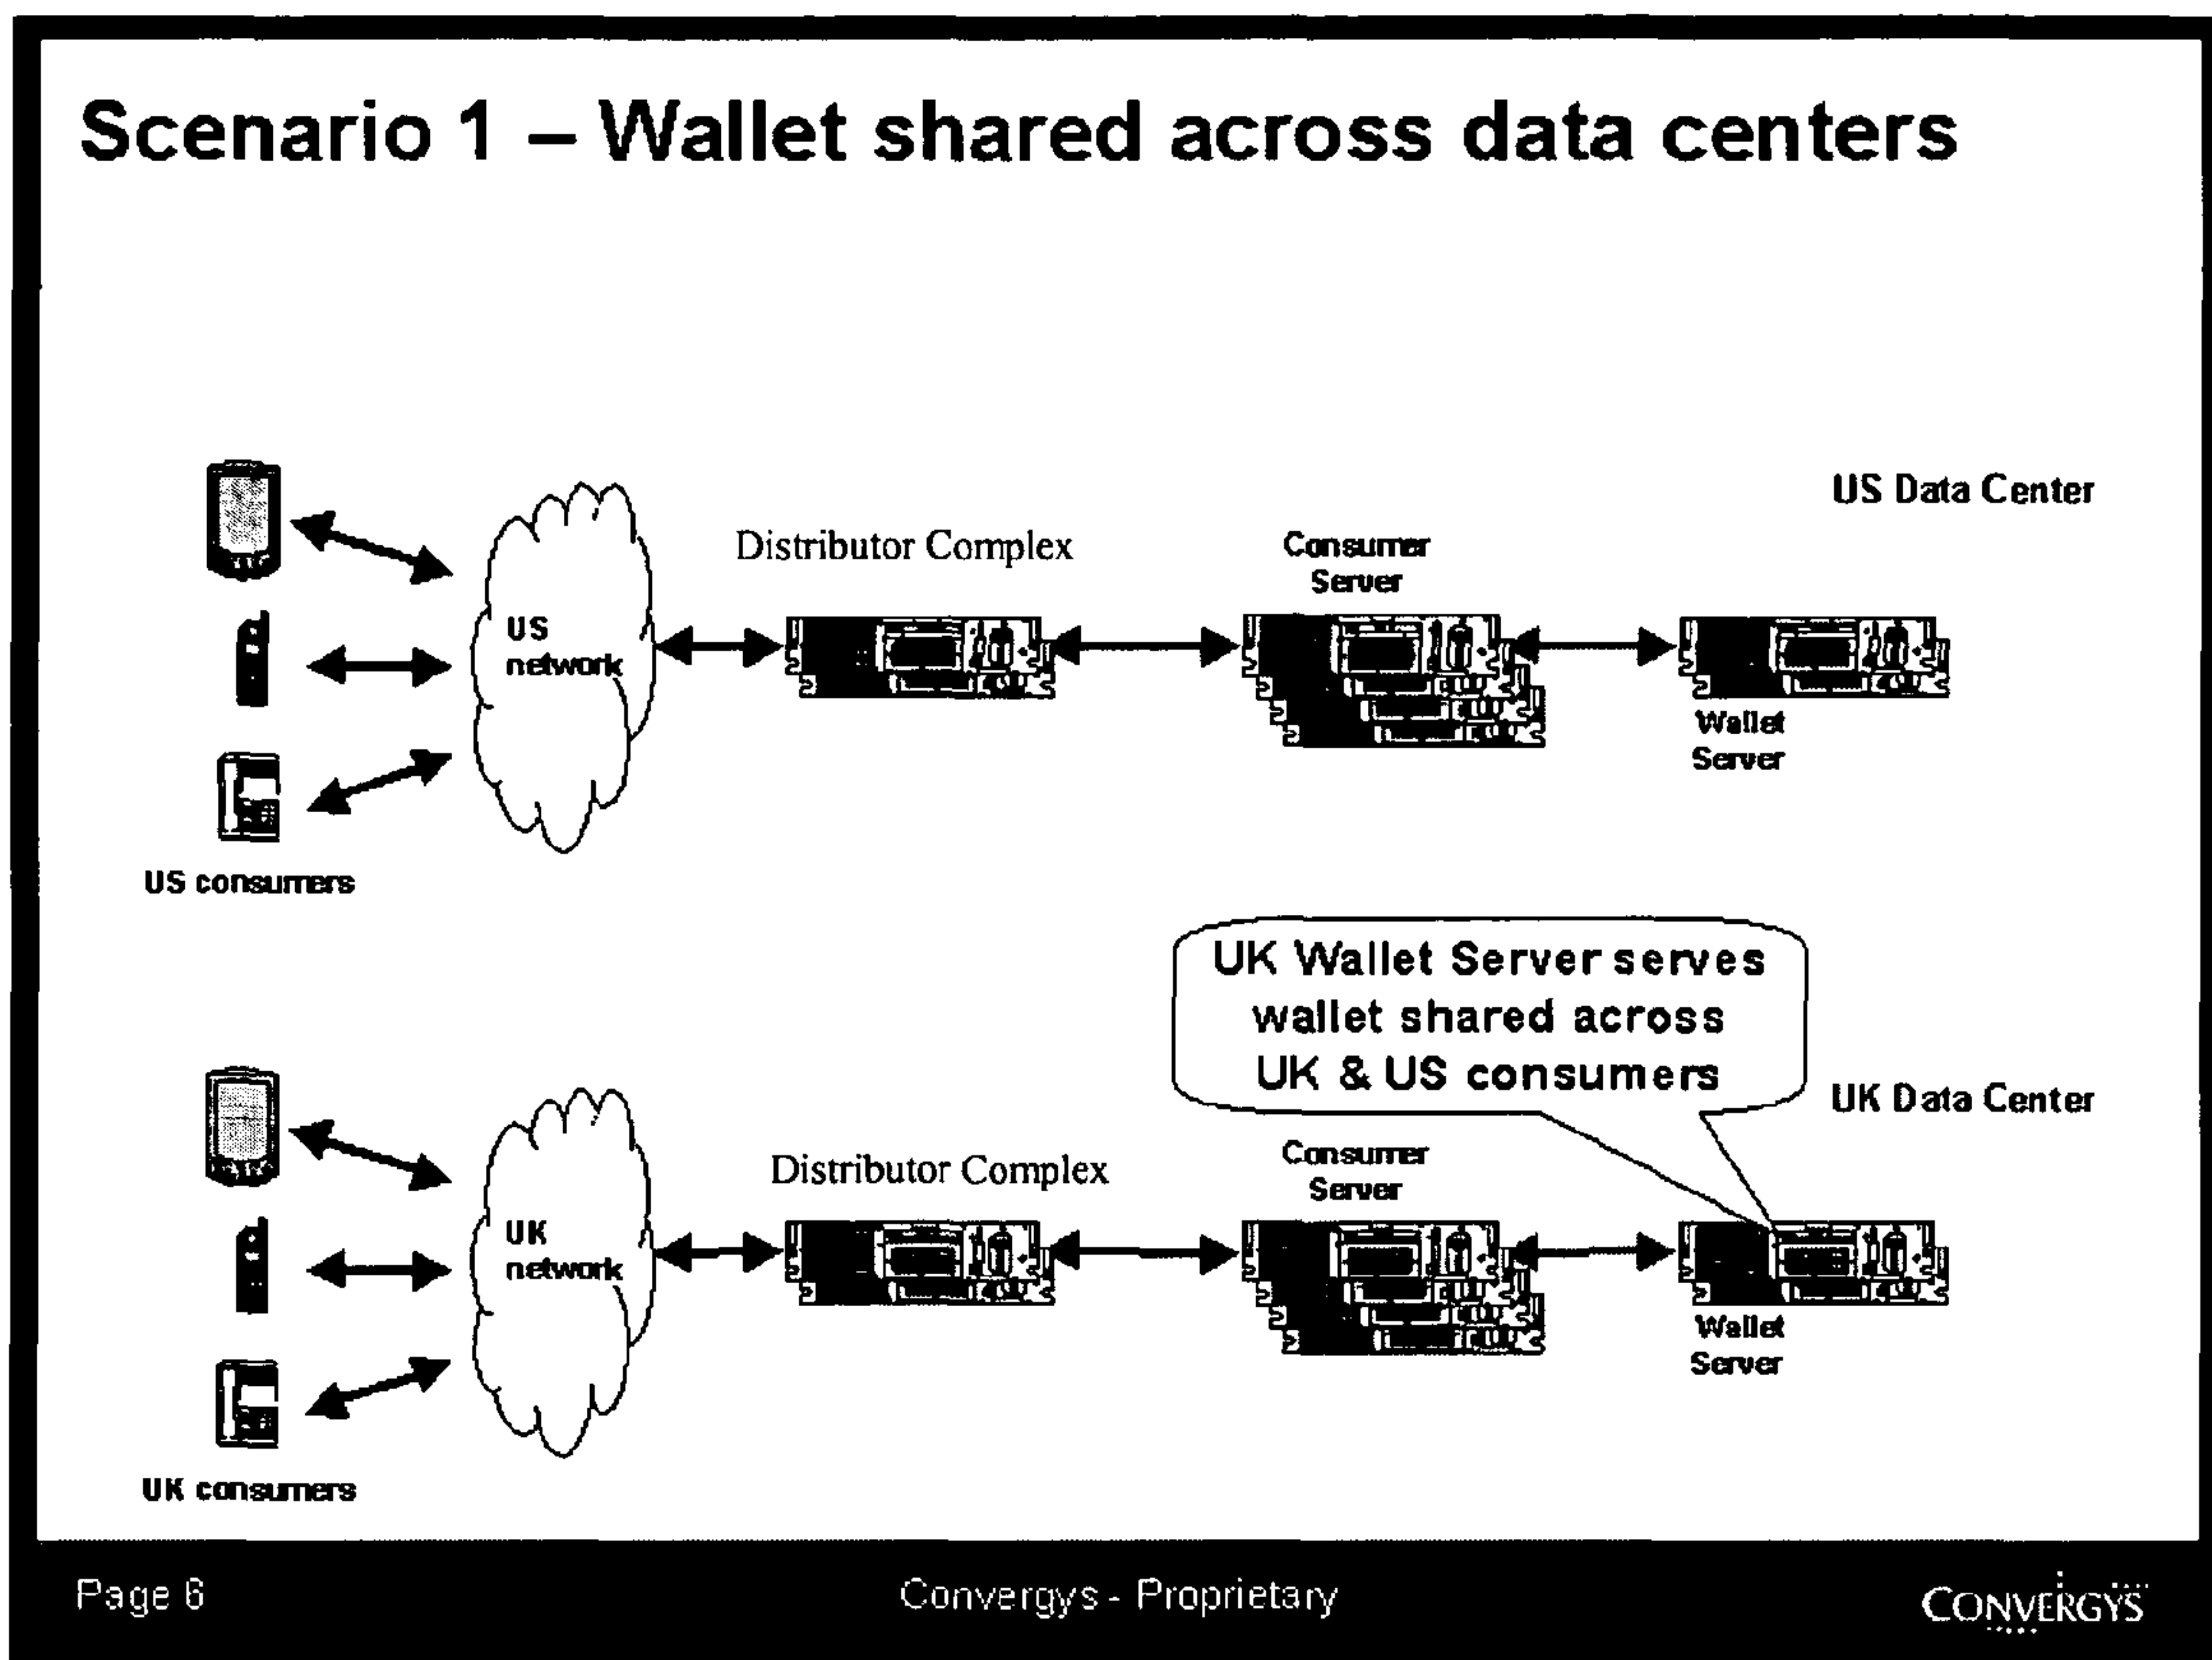 Scenario 1 – Wallet shared across data centers
US Data Center
Distributor Complex
Consumer
Server
US
network
Wallet
Server
US consumers
UK Wallet Server serves
wallet shared across
UK & US consumers
UK Data Center
Distributor Complex
Consumer
Server
UK
network
Wallet
Server
UK consumers
Page 6
Convergys - Proprietary
CONVERGYS